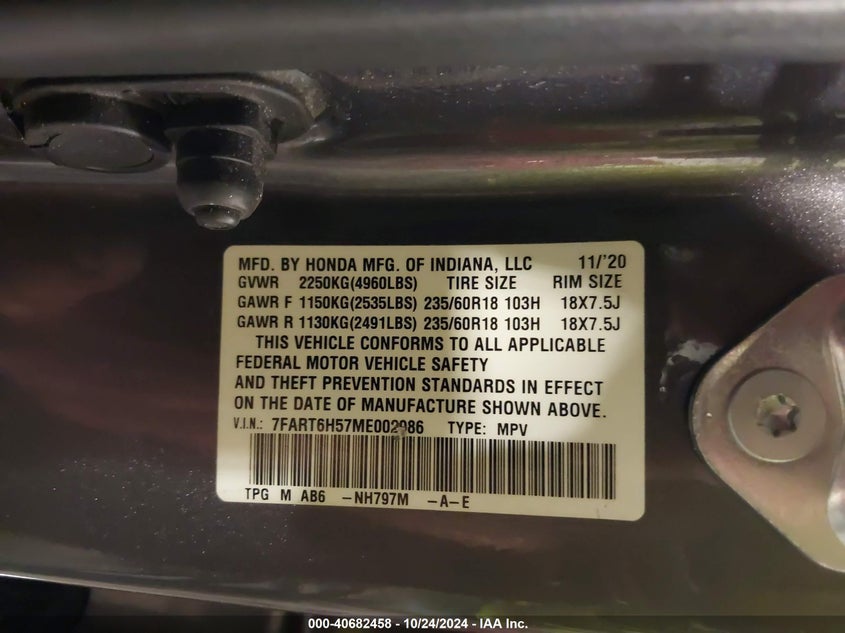 MFD. BY HONDA MFG. OF INDIANA, LLC 11/'20
GVWR 2250KG(4960LBS) TIRE SIZE RIM SIZE
GAWR F 1150KG(2535LBS) 235/60R18 103H 18X7.5J
GAWR R 1130KG(2491LBS) 235/60R18 103H 18X7.5J
THIS VEHICLE CONFORMS TO ALL APPLICABLE
FEDERAL MOTOR VEHICLE SAFETY
AND THEFT PREVENTION STANDARDS IN EFFECT
ON THE DATE OF MANUFACTURE SHOWN ABOVE.
V.I.N.: 7FART6H57ME002986 TYPE: MPV
TPG M AB6 -NH797M -A-E
000-40682458 - 10/24/2024 - IAA Inc.